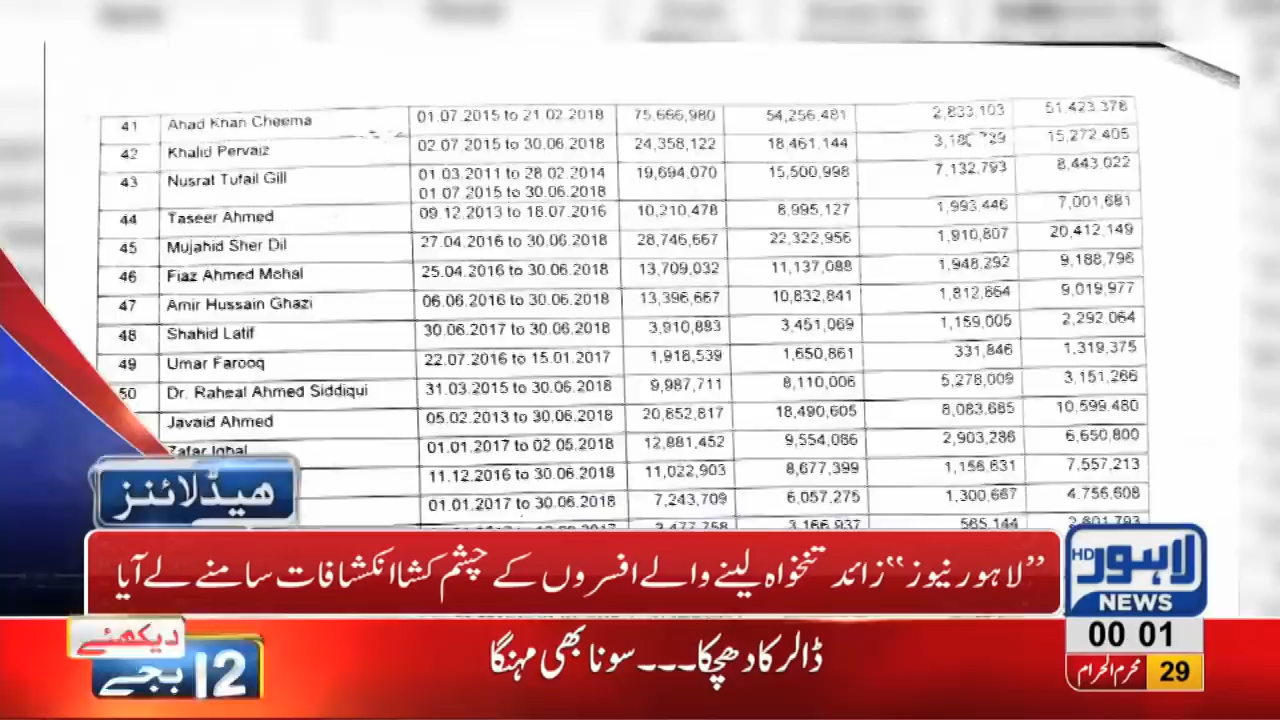 41 Ahad Khan Cheema 01.07.2015 to 21.02.2018 75,666,980 54,256,481 2,833,103 51,423,378
42 Khalid Pervaiz 02.07.2015 to 30.06.2018 24,358,122 18,461,144 15,272,405
43 Nusrat Tufail Gill 01.03.2011 to 28.02.2014 19,694,070 15,500,998 7,132,793 8,443,022
01.07.2015 to 30.06.2018
44 Taseer Ahmed 09.12.2013 to 18.07.2016 10,210,478 8,995,127 1,993,446 7,001,681
45 Mujahid Sher Dil 27.04.2016 to 30.06.2018 28,746,667 22,322,956 1,910,807 20,412,149
46 Fiaz Ahmed Mohal 25.04.2016 to 30.06.2018 13,709,032 11,137,088 1,948,292 9,188,796
47 Amir Hussain Ghazi 06.06.2016 to 30.06.2018 13,396,667 10,832,841 1,812,864 9,019,977
48 Shahid Latif 30.06.2017 to 30.06.2018 3,910,883 3,451,069 1,159,005 2,292,064
49 Umar Farooq 22.07.2016 to 15.01.2017 1,918,539 1,650,861 331,846 1,319,375
50 Dr. Raheal Ahmed Siddiqui 31.03.2015 to 30.06.2018 9,987,711 8,110,006 5,278,009 3,151,266
Javaid Ahmed 05.02.2013 to 30.06.2018 20,852,817 18,490,605 8,083,685 10,599,480
Zafar Iqbal 01.01.2017 to 02.05.2018 12,881,452 9,554,086 2,903,286 6,650,800
11.12.2016 to 30.06.2018 11,022,903 8,677,399 1,156,631 7,557,213
01.01.2017 to 30.06.2018 7,243,709 6,057,275 1,300,667 4,756,608
3,166,937 565,144 2,801,793
ہیڈلائنز
”لاہور نیوز“ زائد تنخواہ لینے والے افسروں کے چشم کشا انکشافات سامنے لے آیا
HD لاہور
NEWS
دیکھئے
12 بجے
ڈالر کا دھچکا۔۔۔سونا بھی مہنگا
00 01
29 محرم الحرام